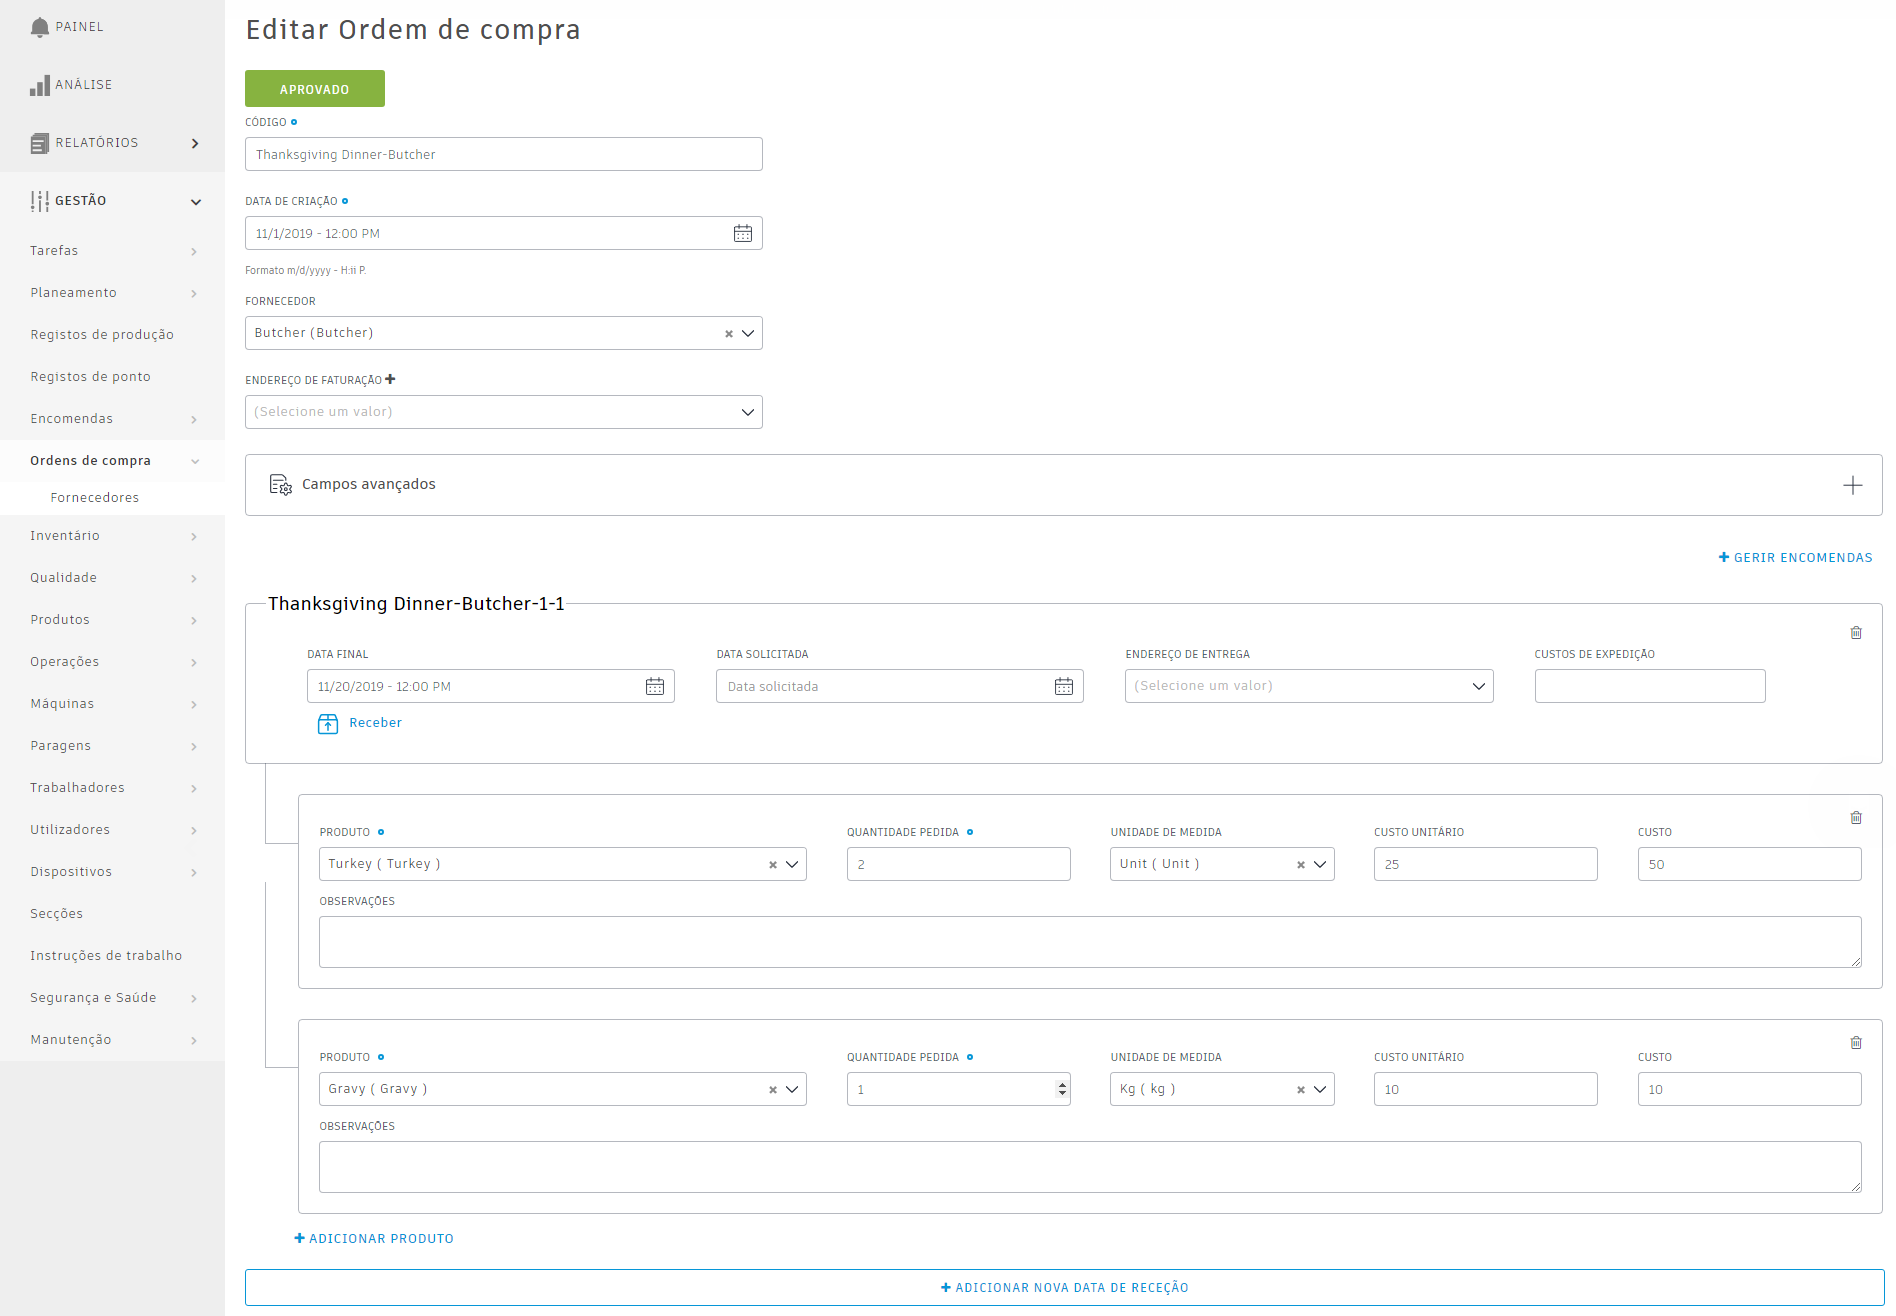 PAINEL
ANÁLISE
RELATÓRIOS
GESTÃO
Tarefas
Planeamento
Registos de produção
Registos de ponto
Encomendas
Ordens de compra
Fornecedores
Inventário
Qualidade
Produtos
Operações
Máquinas
Paragens
Trabalhadores
Utilizadores
Dispositivos
Secções
Instruções de trabalho
Segurança e Saúde
Manutenção
Editar Ordem de compra
APROVADO
CÓDIGO
Thanksgiving Dinner-Butcher
DATA DE CRIAÇÃO
11/1/2019 - 12:00 PM
Formato m/d/yyyy - H:ii P.
FORNECEDOR
Butcher (Butcher)
ENDEREÇO DE FATURAÇÃO
(Selecione um valor)
Campos avançados
GERIR ENCOMENDAS
Thanksgiving Dinner-Butcher-1-1
DATA FINAL DATA SOLICITADA ENDEREÇO DE ENTREGA CUSTOS DE EXPEDIÇÃO
11/20/2019 - 12:00 PM Data solicitada (Selecione um valor)
Receber
PRODUTO QUANTIDADE PEDIDA UNIDADE DE MEDIDA CUSTO UNITÁRIO CUSTO
Turkey ( Turkey ) 2 Unit ( Unit ) 25 50
OBSERVAÇÕES
PRODUTO QUANTIDADE PEDIDA UNIDADE DE MEDIDA CUSTO UNITÁRIO CUSTO
Gravy ( Gravy ) 1 Kg ( kg ) 10 10
OBSERVAÇÕES
ADICIONAR PRODUTO
ADICIONAR NOVA DATA DE RECEÇÃO